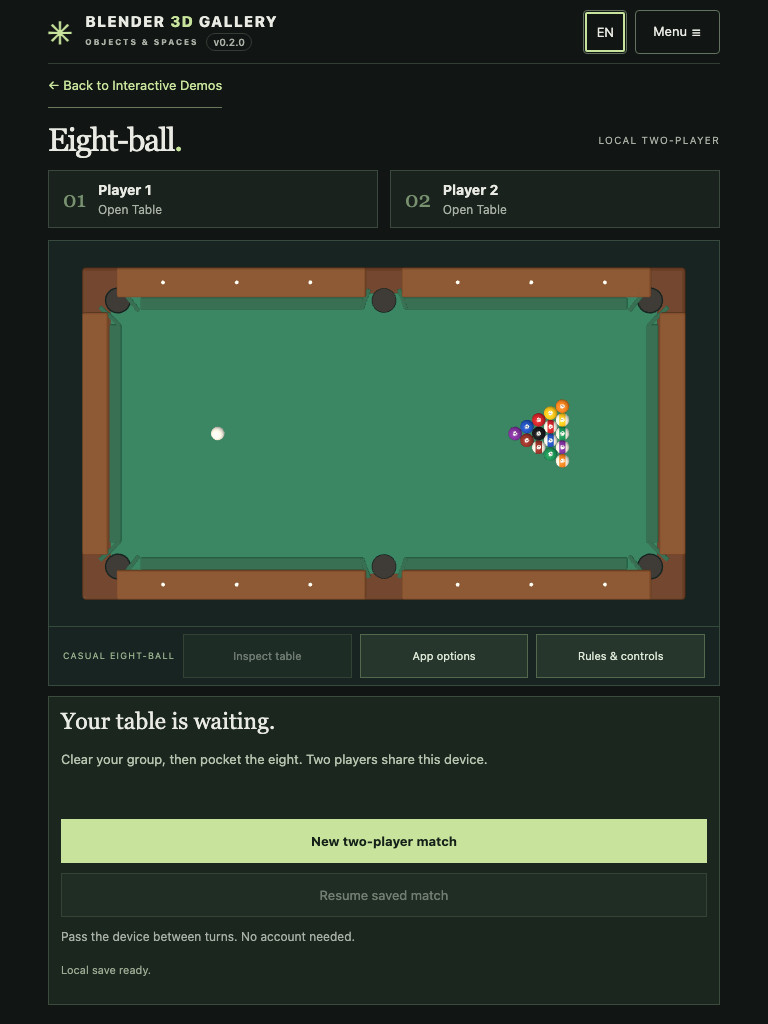 BLENDER 3D GALLERY
OBJECTS & SPACES v0.2.0
EN
Menu ≡
← Back to Interactive Demos
Eight-ball.
LOCAL TWO-PLAYER
01 Player 1
Open Table
02 Player 2
Open Table
CASUAL EIGHT-BALL
Inspect table
App options
Rules & controls
Your table is waiting.
Clear your group, then pocket the eight. Two players share this device.
New two-player match
Resume saved match
Pass the device between turns. No account needed.
Local save ready.